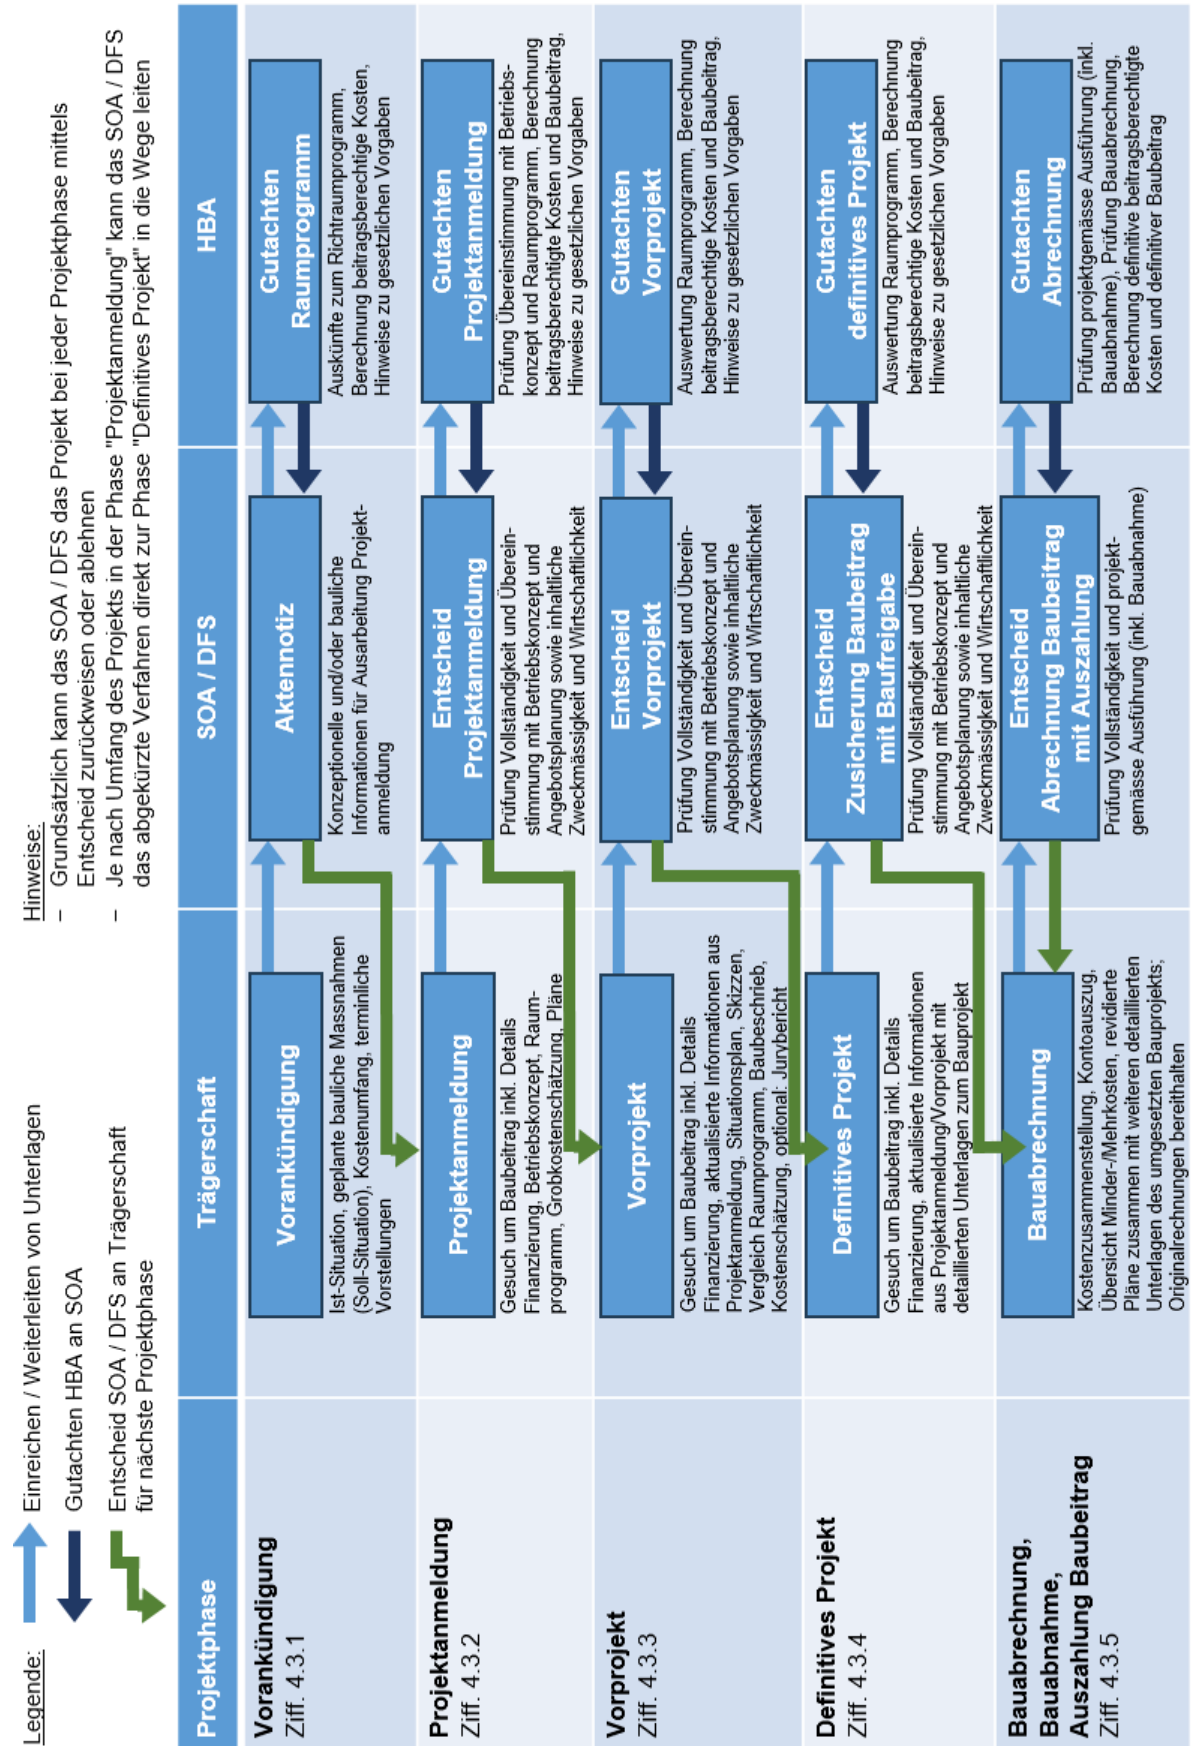 Legende:
Einreichen / Weiterleiten von Unterlagen
Gutachten HBA an SOA
Entscheid SOA / DFS an Trägerschaft
für nächste Projektphase
Hinweise:
– Grundsätzlich kann das SOA / DFS das Projekt bei jeder Projektphase mittels
Entscheid zurückweisen oder ablehnen
– Je nach Umfang des Projekts in der Phase "Projektanmeldung" kann das SOA / DFS
das abgekürzte Verfahren direkt zur Phase "Definitives Projekt" in die Wege leiten
Projektphase
Trägerschaft
SOA / DFS
HBA
Vorankündigung
Ziff. 4.3.1
Vorankündigung
Ist-Situation, geplante bauliche Massnahmen
(Soll-Situation), Kostenumfang, terminliche
Vorstellungen
Aktennotiz
Konzeptionelle und/oder bauliche
Informationen für Ausarbeitung Projekt-
anmeldung
Gutachten
Raumprogramm
Auskünfte zum Richtraumprogramm,
Berechnung beitragsberechtige Kosten,
Hinweise zu gesetzlichen Vorgaben
Projektanmeldung
Ziff. 4.3.2
Projektanmeldung
Gesuch um Baubeitrag inkl. Details
Finanzierung, Betriebskonzept, Raum-
programm, Grobkostenschätzung, Pläne
Entscheid
Projektanmeldung
Prüfung Vollständigkeit und Überein-
stimmung mit Betriebskonzept und
Angebotsplanung sowie inhaltliche
Zweckmässigkeit und Wirtschaftlichkeit
Gutachten
Projektanmeldung
Prüfung Übereinstimmung mit Betriebs-
konzept und Raumprogramm, Berechnung
beitragsberechtigte Kosten und Baubeitrag,
Hinweise zu gesetzlichen Vorgaben
Vorprojekt
Ziff. 4.3.3
Vorprojekt
Gesuch um Baubeitrag inkl. Details
Finanzierung, aktualisierte Informationen aus
Projektanmeldung, Situationsplan, Skizzen,
Vergleich Raumprogramm, Baubeschrieb,
Kostenschätzung, optional: Jurybericht
Entscheid
Vorprojekt
Prüfung Vollständigkeit und Überein-
stimmung mit Betriebskonzept und
Angebotsplanung sowie inhaltliche
Zweckmässigkeit und Wirtschaftlichkeit
Gutachten
Vorprojekt
Auswertung Raumprogramm, Berechnung
beitragsberechtige Kosten und Baubeitrag,
Hinweise zu gesetzlichen Vorgaben
Definitives Projekt
Ziff. 4.3.4
Definitives Projekt
Gesuch um Baubeitrag inkl. Details
Finanzierung, aktualisierte Informationen
aus Projektanmeldung/Vorprojekt mit
detaillierten Unterlagen zum Bauprojekt
Entscheid
Zusicherung Baubeitrag
mit Baufreigabe
Prüfung Vollständigkeit und Überein-
stimmung mit Betriebskonzept und
Angebotsplanung sowie inhaltliche
Zweckmässigkeit und Wirtschaftlichkeit
Gutachten
definitives Projekt
Auswertung Raumprogramm, Berechnung
beitragsberechtige Kosten und Baubeitrag,
Hinweise zu gesetzlichen Vorgaben
Bauabrechnung,
Bauabnahme,
Auszahlung Baubeitrag
Ziff. 4.3.5
Bauabrechnung
Kostenzusammenstellung, Kontoauszug,
Übersicht Minder-/Mehrkosten, revidierte
Pläne zusammen mit weiteren detaillierten
Unterlagen des umgesetzten Bauprojekts;
Originalrechnungen bereithalten
Entscheid
Abrechnung Baubeitrag
mit Auszahlung
Prüfung Vollständigkeit und projekt-
gemässe Ausführung (inkl. Bauabnahme)
Gutachten
Abrechnung
Prüfung projektgemässe Ausführung (inkl.
Bauabnahme), Prüfung Bauabrechnung,
Berechnung definitive beitragsberechtigte
Kosten und definitiver Baubeitrag